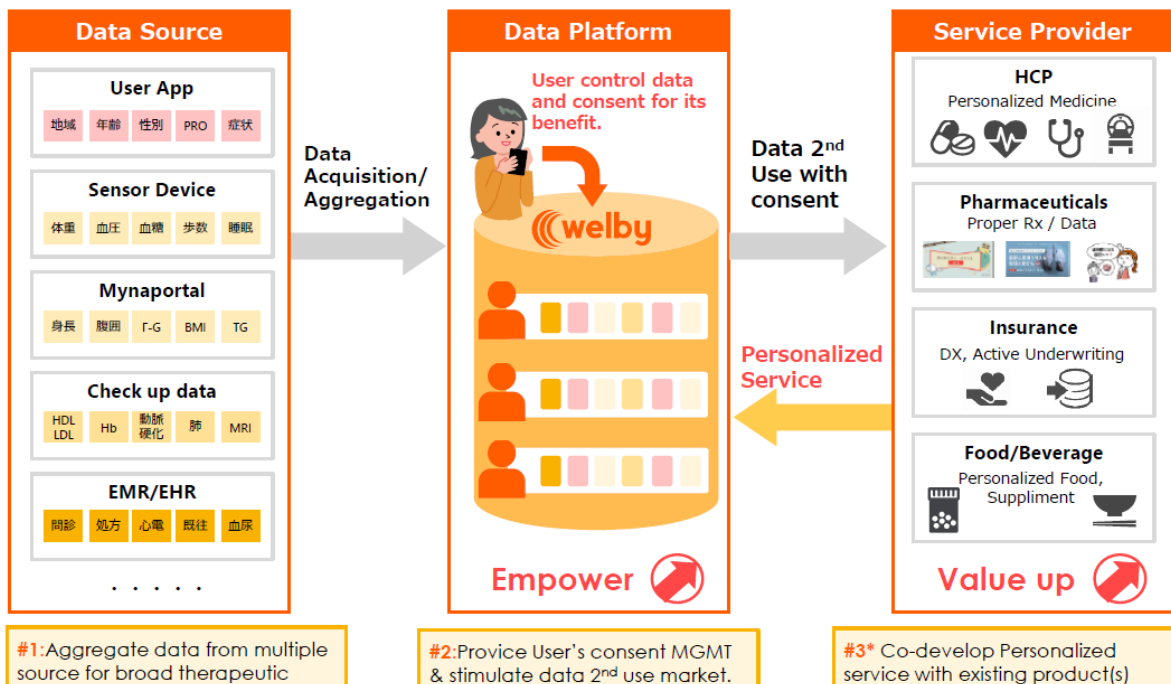 Data Source
User App
地域 年齢 性別 PRO 症状
Sensor Device
体重 血圧 血糖 歩数 睡眠
Mynaportal
身長 腹囲 Γ-G BMI TG
Check up data
HDL
LDL
Hb
動脈
硬化
肺
MRI
EMR/EHR
問診 処方 心電 既往 血尿
. . . . .
#1:Aggregate data from multiple
source for broad therapeutic
Data
Acquisition/
Aggregation
Data Platform
User control data
and consent for its
benefit.
welby
Empower
#2:Provice User's consent MGMT
& stimulate data 2nd use market.
Data 2nd
Use with
consent
Personalized
Service
Service Provider
HCP
Personalized Medicine
Pharmaceuticals
Proper Rx / Data
Insurance
DX, Active Underwriting
Food/Beverage
Personalized Food,
Suppliment
Value up
#3* Co-develop Personalized
service with existing product(s)